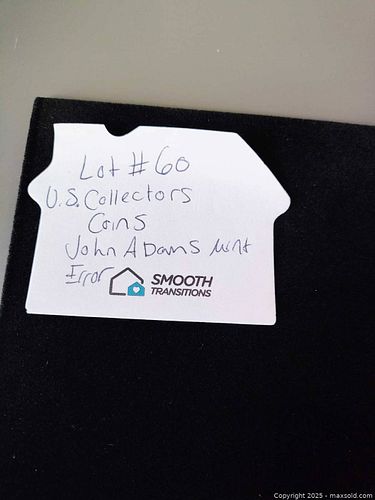 Lot #60
U.S. Collectors
Coins
John Adams Mint
Error
SMOOTH
TRANSITIONS
Copyright 2025 - maxsold.com